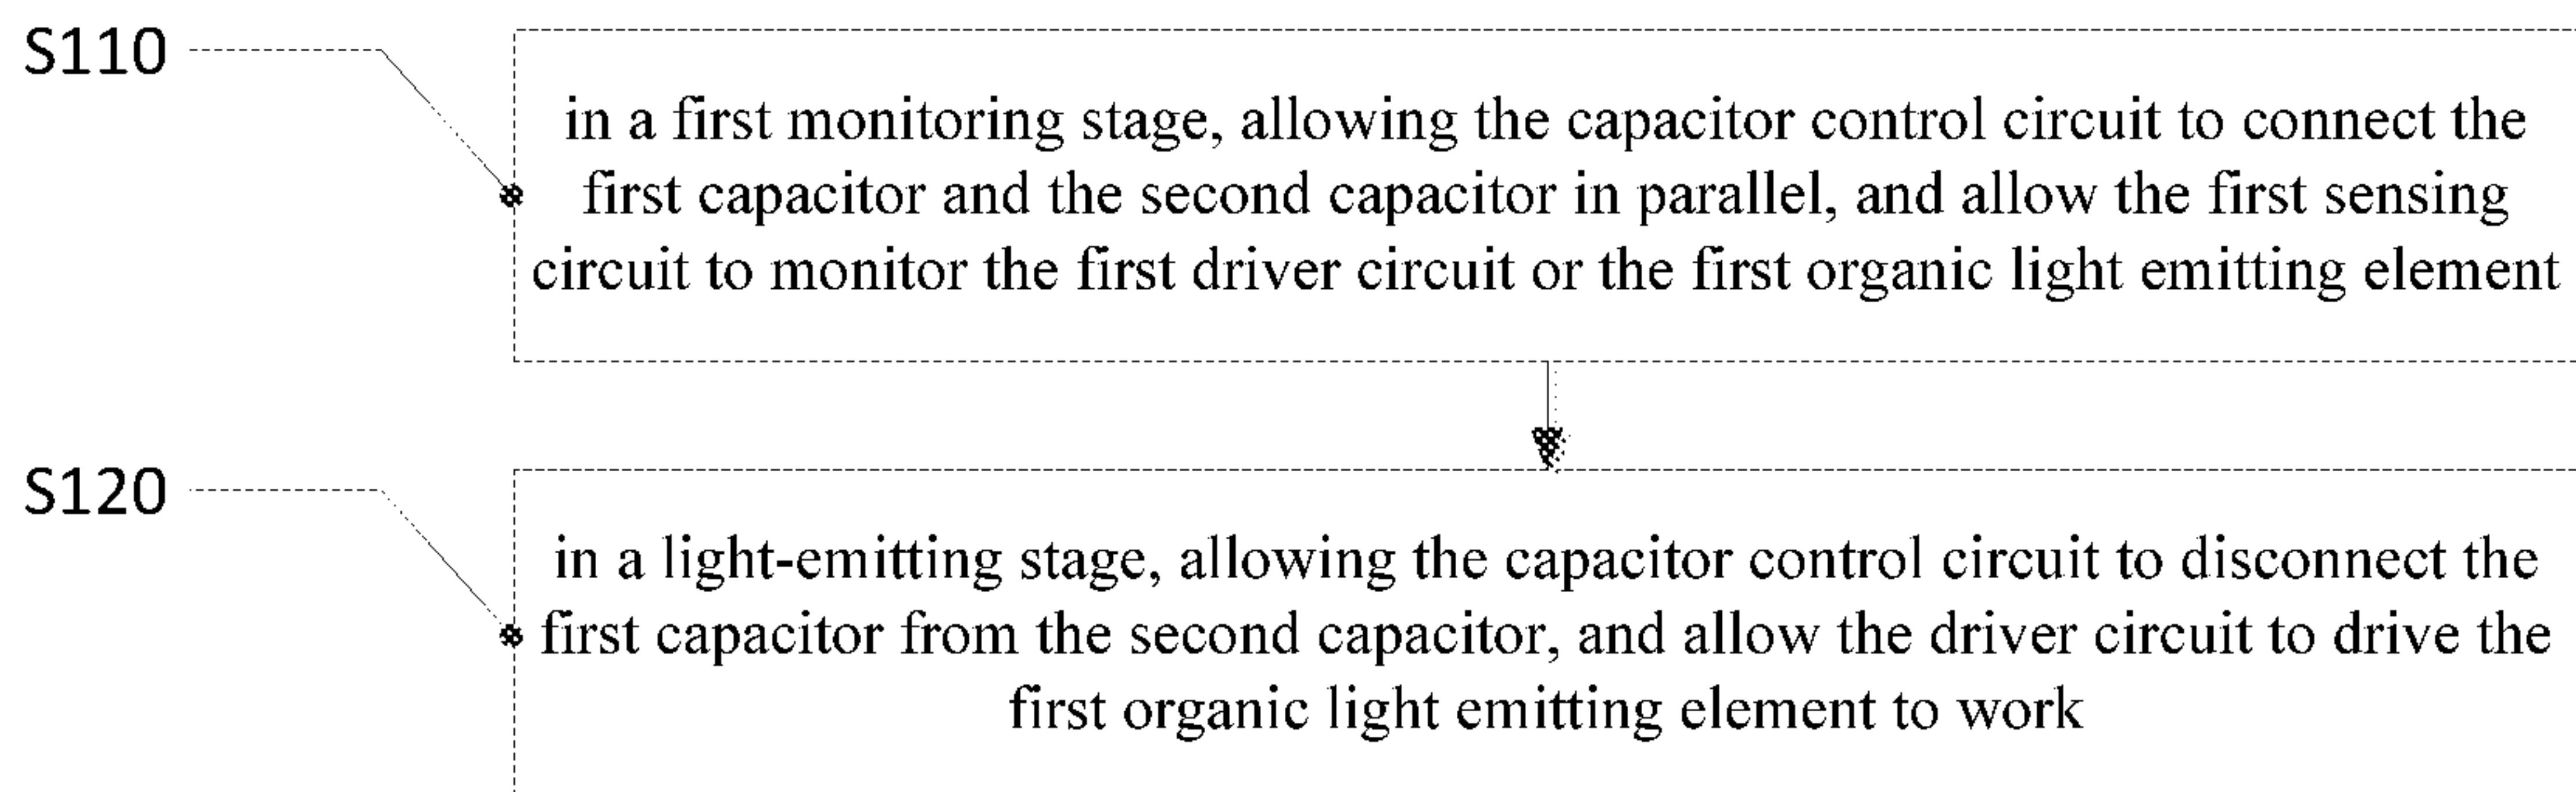 S110
in a first monitoring stage, allowing the capacitor control circuit to connect the
first capacitor and the second capacitor in parallel, and allow the first sensing
circuit to monitor the first driver circuit or the first organic light emitting element
S120
in a light-emitting stage, allowing the capacitor control circuit to disconnect the
first capacitor from the second capacitor, and allow the driver circuit to drive the
first organic light emitting element to work